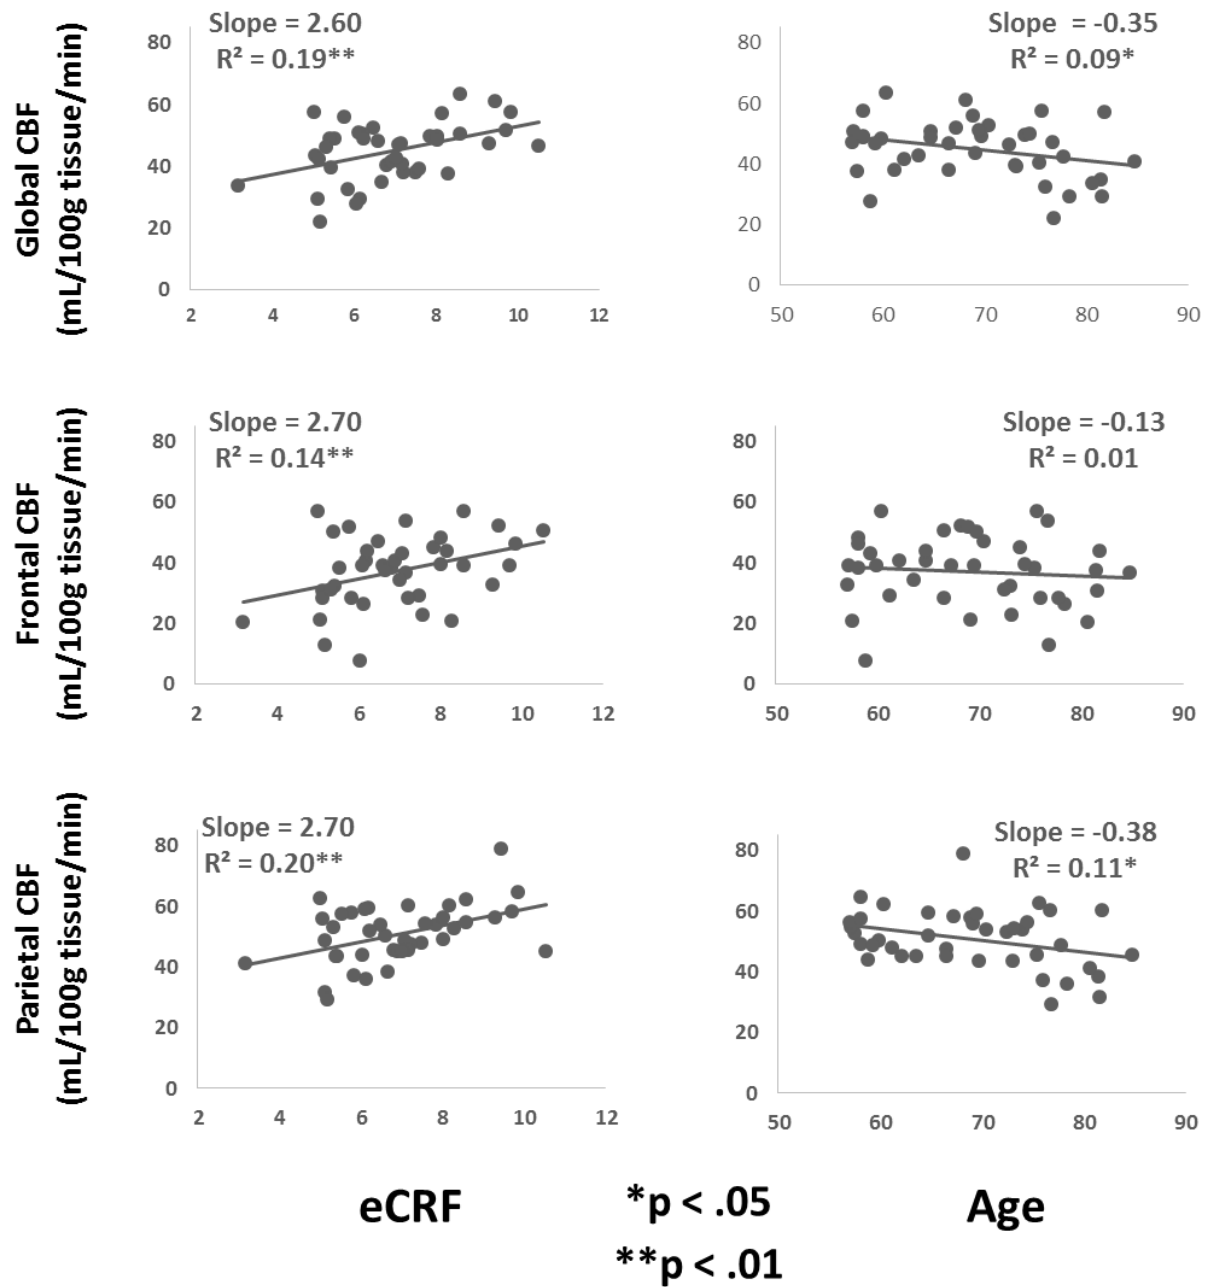 Global CBF
(mL/100g tissue/min)
Slope = 2.60
R² = 0.19**
80
60
40
20
0
2 4 6 8 10 12
Slope = -0.35
R² = 0.09*
80
60
40
20
0
50 60 70 80 90
Frontal CBF
(mL/100g tissue/min)
Slope = 2.70
R² = 0.14**
80
60
40
20
0
2 4 6 8 10 12
Slope = -0.13
R² = 0.01
80
60
40
20
0
50 60 70 80 90
Parietal CBF
(mL/100g tissue/min)
Slope = 2.70
R² = 0.20**
80
60
40
20
0
2 4 6 8 10 12
Slope = -0.38
R² = 0.11*
80
60
40
20
0
50 60 70 80 90
eCRF
*p < .05
**p < .01
Age